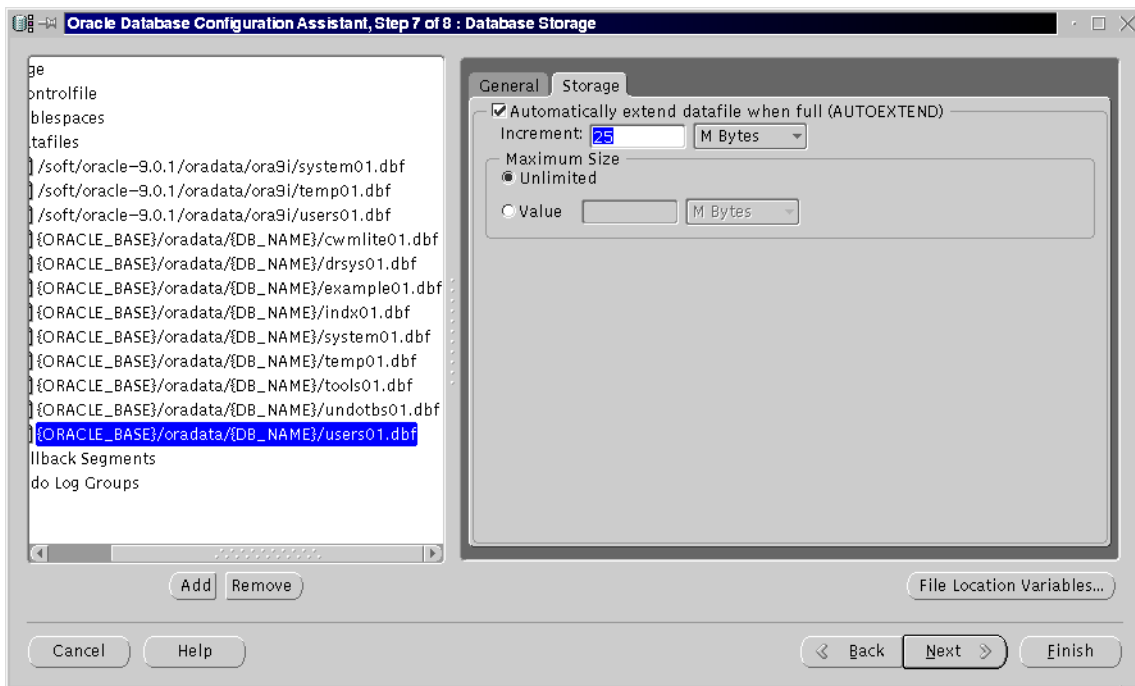 Oracle Database Configuration Assistant, Step 7 of 8 : Database Storage
ge
ontrolfile
blespaces
tafiles
/soft/oracle-9.0.1/oradata/ora9i/system01.dbf
/soft/oracle-9.0.1/oradata/ora9i/temp01.dbf
/soft/oracle-9.0.1/oradata/ora9i/users01.dbf
{ORACLE_BASE}/oradata/{DB_NAME}/cwmlite01.dbf
{ORACLE_BASE}/oradata/{DB_NAME}/drsys01.dbf
{ORACLE_BASE}/oradata/{DB_NAME}/example01.dbf
{ORACLE_BASE}/oradata/{DB_NAME}/indx01.dbf
{ORACLE_BASE}/oradata/{DB_NAME}/system01.dbf
{ORACLE_BASE}/oradata/{DB_NAME}/temp01.dbf
{ORACLE_BASE}/oradata/{DB_NAME}/tools01.dbf
{ORACLE_BASE}/oradata/{DB_NAME}/undotbs01.dbf
{ORACLE_BASE}/oradata/{DB_NAME}/users01.dbf
llback Segments
do Log Groups
Add Remove
General Storage
Automatically extend datafile when full (AUTOEXTEND)
Increment: 25 M Bytes
Maximum Size
Unlimited
Value M Bytes
File Location Variables...
Cancel Help Back Next Finish